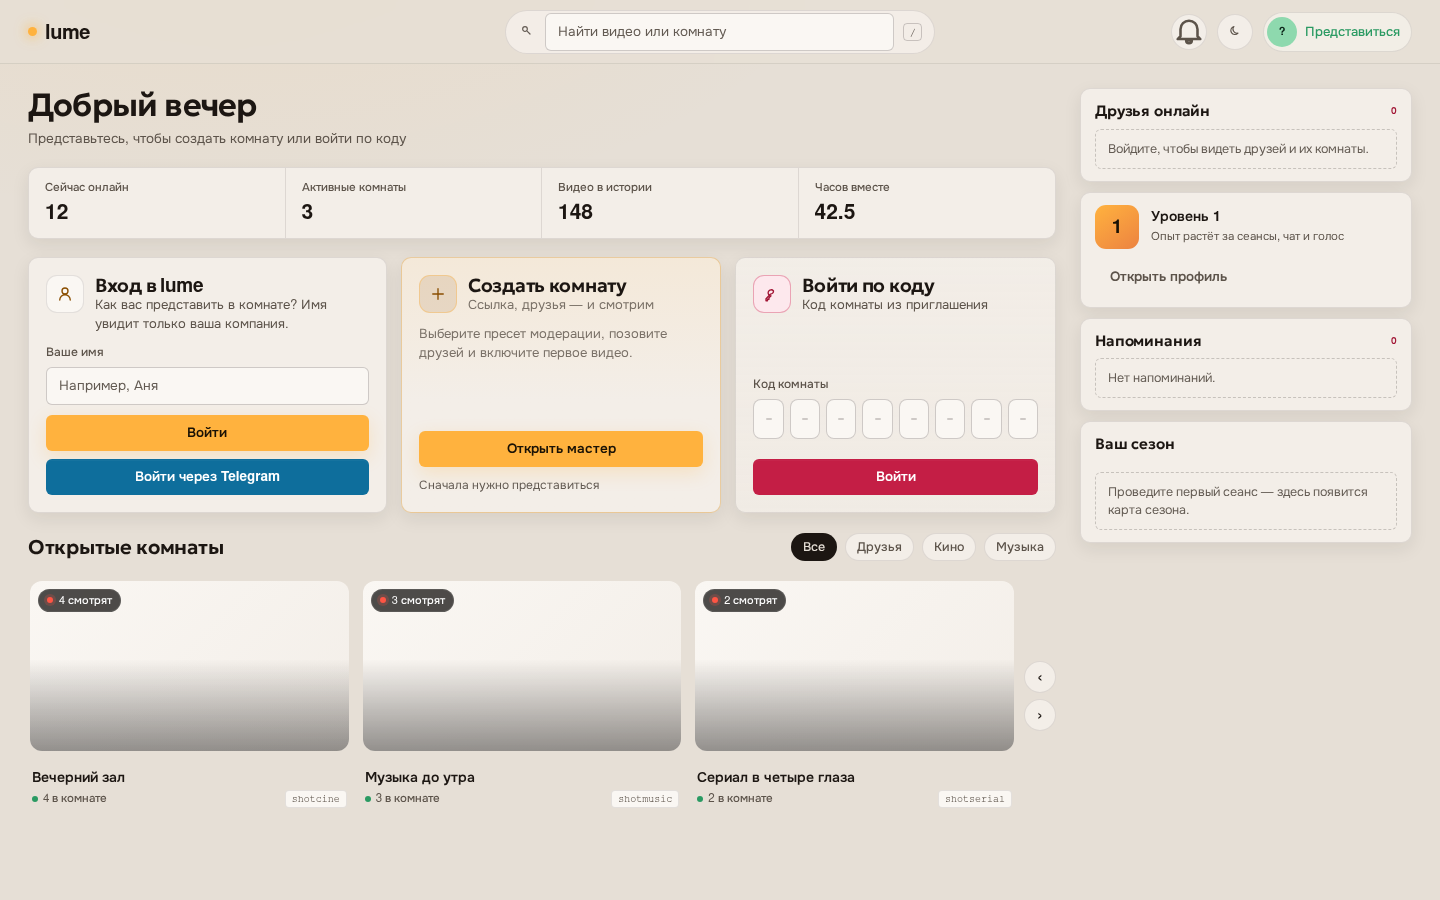 lume
Найти видео или комнату
/
?
Представиться
Добрый вечер
Представьтесь, чтобы создать комнату или войти по коду
Сейчас онлайн
12
Активные комнаты
3
Видео в истории
148
Часов вместе
42.5
Вход в lume
Как вас представить в комнате? Имя
увидит только ваша компания.
Ваше имя
Например, Аня
Войти
Войти через Telegram
Создать комнату
Ссылка, друзья — и смотрим
Выберите пресет модерации, позовите
друзей и включите первое видео.
Открыть мастер
Сначала нужно представиться
Войти по коду
Код комнаты из приглашения
Код комнаты
– – – – – – – –
Войти
Открытые комнаты
Все
Друзья
Кино
Музыка
4 смотрят
3 смотрят
2 смотрят
‹
›
Вечерний зал
4 в комнате
shotcine
Музыка до утра
3 в комнате
shotmusic
Сериал в четыре глаза
2 в комнате
shotserial
Друзья онлайн
0
Войдите, чтобы видеть друзей и их комнаты.
1
Уровень 1
Опыт растёт за сеансы, чат и голос
Открыть профиль
Напоминания
0
Нет напоминаний.
Ваш сезон
Проведите первый сеанс — здесь появится
карта сезона.